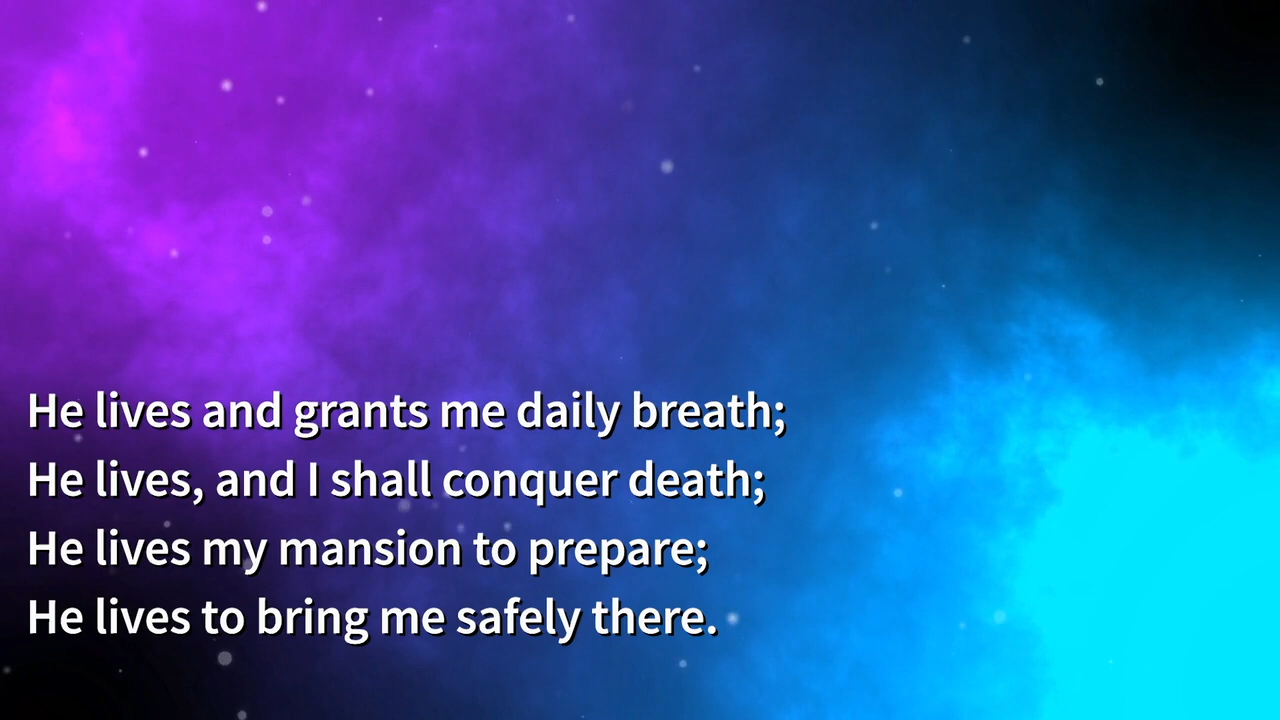 He lives and grants me daily breath;
He lives, and I shall conquer death;
He lives my mansion to prepare;
He lives to bring me safely there.